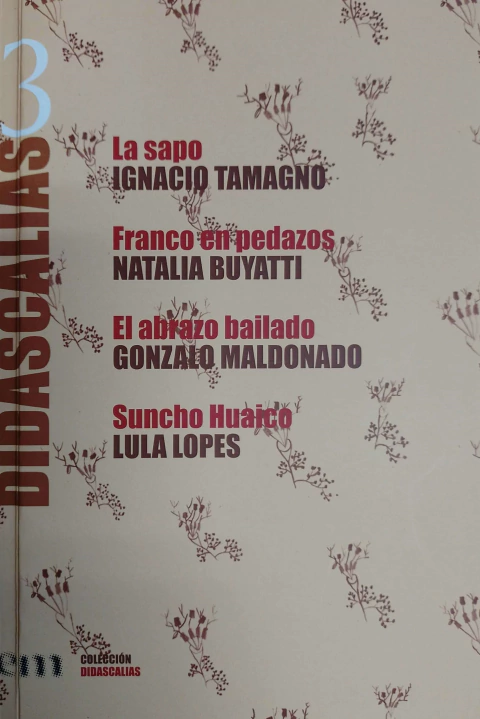 3
DIDASCALIAS
La sapo
IGNACIO TAMAGNO
Franco en pedazos
NATALIA BUYATTI
El abrazo bailado
GONZALO MALDONADO
Suncho Huaico
LULA LOPES
em
COLECCIÓN
DIDASCALIAS